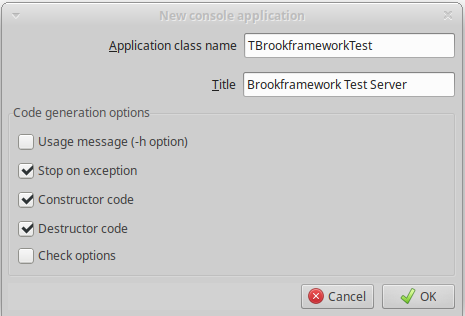 New console application
Application class name TBrookframeworkTest
Title Brookframework Test Server
Code generation options
Usage message (-h option)
Stop on exception
Constructor code
Destructor code
Check options
Cancel OK